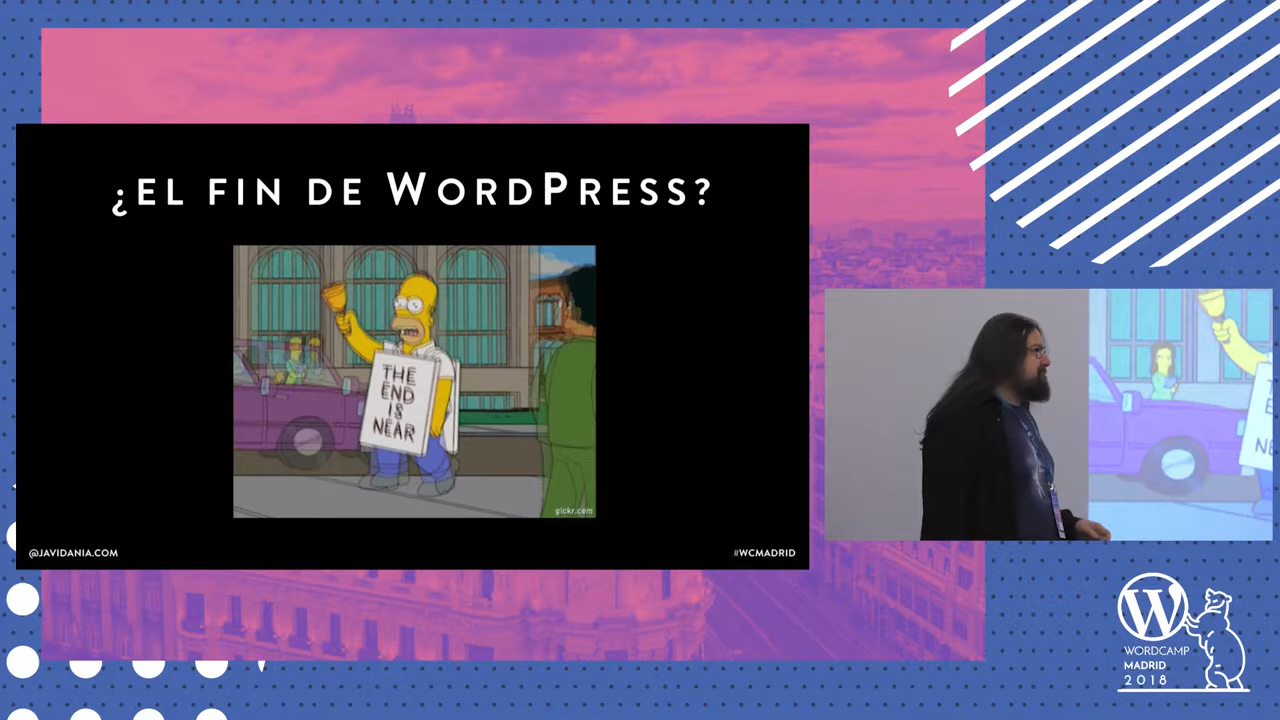 ¿EL FIN DE WORDPRESS?
THE
END
IS
NEAR
gickr.com
@JAVIDANIA.COM
#WCMADRID
W
WORDCAMP
MADRID
2018